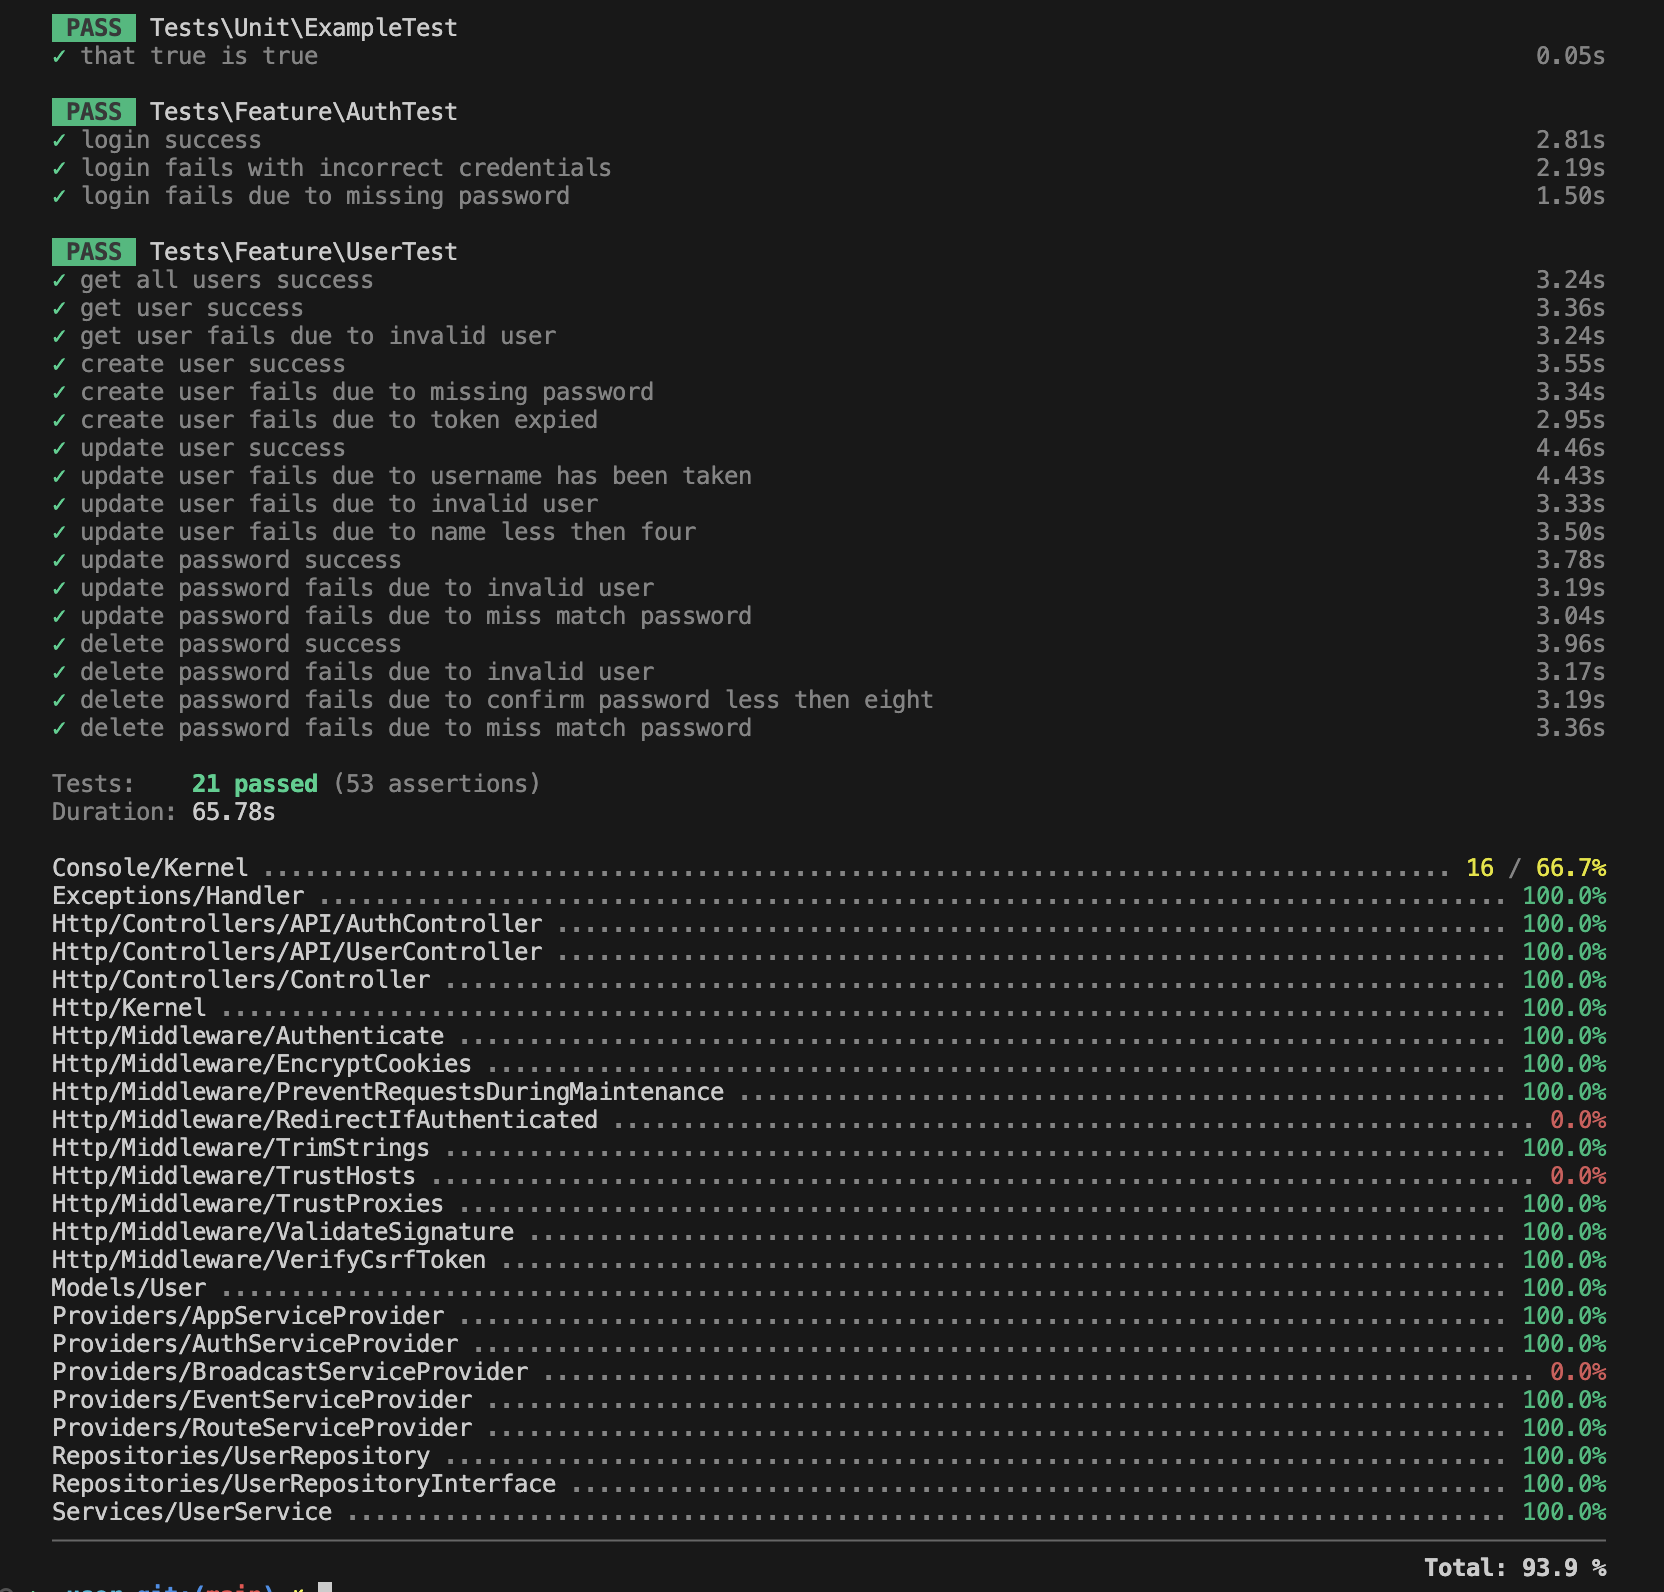 PASS Tests\Unit\ExampleTest
✓ that true is true 0.05s
PASS Tests\Feature\AuthTest
✓ login success 2.81s
✓ login fails with incorrect credentials 2.19s
✓ login fails due to missing password 1.50s
PASS Tests\Feature\UserTest
✓ get all users success 3.24s
✓ get user success 3.36s
✓ get user fails due to invalid user 3.24s
✓ create user success 3.55s
✓ create user fails due to missing password 3.34s
✓ create user fails due to token expied 2.95s
✓ update user success 4.46s
✓ update user fails due to username has been taken 4.43s
✓ update user fails due to invalid user 3.33s
✓ update user fails due to name less then four 3.50s
✓ update password success 3.78s
✓ update password fails due to invalid user 3.19s
✓ update password fails due to miss match password 3.04s
✓ delete password success 3.96s
✓ delete password fails due to invalid user 3.17s
✓ delete password fails due to confirm password less then eight 3.19s
✓ delete password fails due to miss match password 3.36s
Tests: 21 passed (53 assertions)
Duration: 65.78s
Console/Kernel ........ 16 / 66.7%
Exceptions/Handler ........ 100.0%
Http/Controllers/API/AuthController ........ 100.0%
Http/Controllers/API/UserController ........ 100.0%
Http/Controllers/Controller ........ 100.0%
Http/Kernel ........ 100.0%
Http/Middleware/Authenticate ........ 100.0%
Http/Middleware/EncryptCookies ........ 100.0%
Http/Middleware/PreventRequestsDuringMaintenance ........ 100.0%
Http/Middleware/RedirectIfAuthenticated ........ 0.0%
Http/Middleware/TrimStrings ........ 100.0%
Http/Middleware/TrustHosts ........ 0.0%
Http/Middleware/TrustProxies ........ 100.0%
Http/Middleware/ValidateSignature ........ 100.0%
Http/Middleware/VerifyCsrfToken ........ 100.0%
Models/User ........ 100.0%
Providers/AppServiceProvider ........ 100.0%
Providers/AuthServiceProvider ........ 100.0%
Providers/BroadcastServiceProvider ........ 0.0%
Providers/EventServiceProvider ........ 100.0%
Providers/RouteServiceProvider ........ 100.0%
Repositories/UserRepository ........ 100.0%
Repositories/UserRepositoryInterface ........ 100.0%
Services/UserService ........ 100.0%
Total: 93.9 %
git:(main)